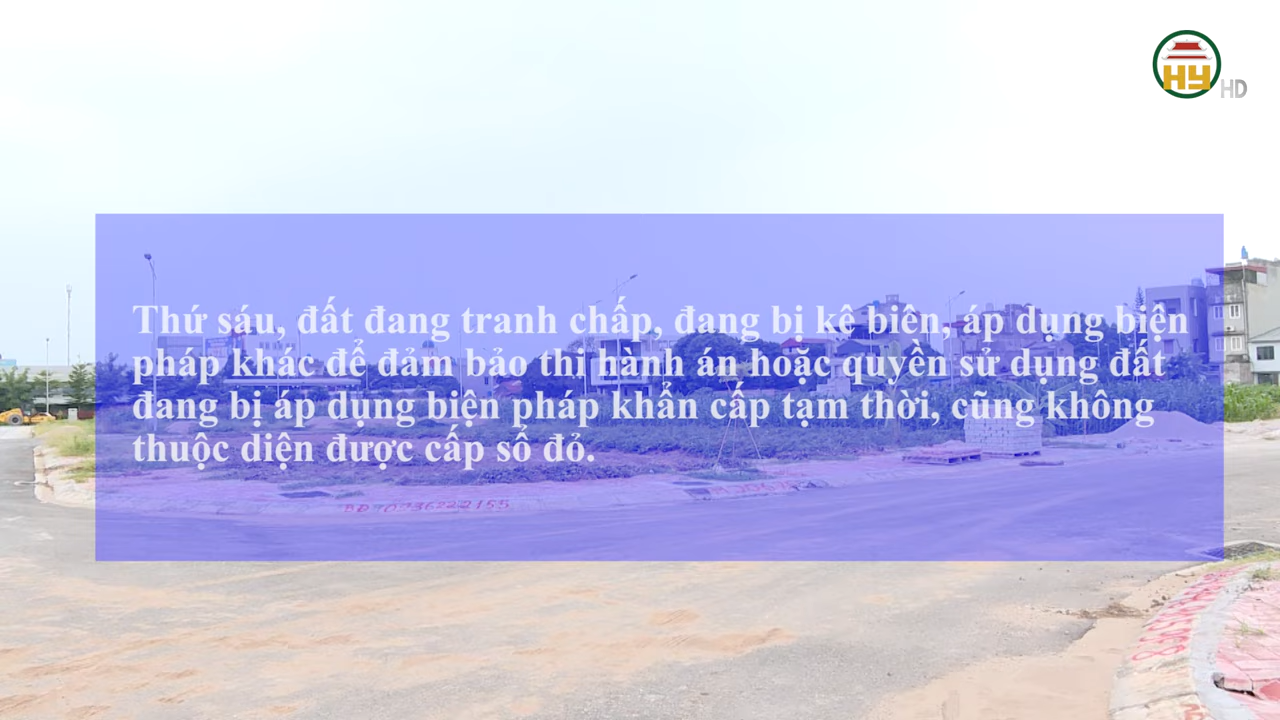 HY
HD
Thứ sáu, đất đang tranh chấp, đang bị kê biên, áp dụng biện
pháp khác để đảm bảo thi hành án hoặc quyền sử dụng đất
đang bị áp dụng biện pháp khẩn cấp tạm thời, cũng không
thuộc diện được cấp sổ đỏ.
BĐ 0936222155